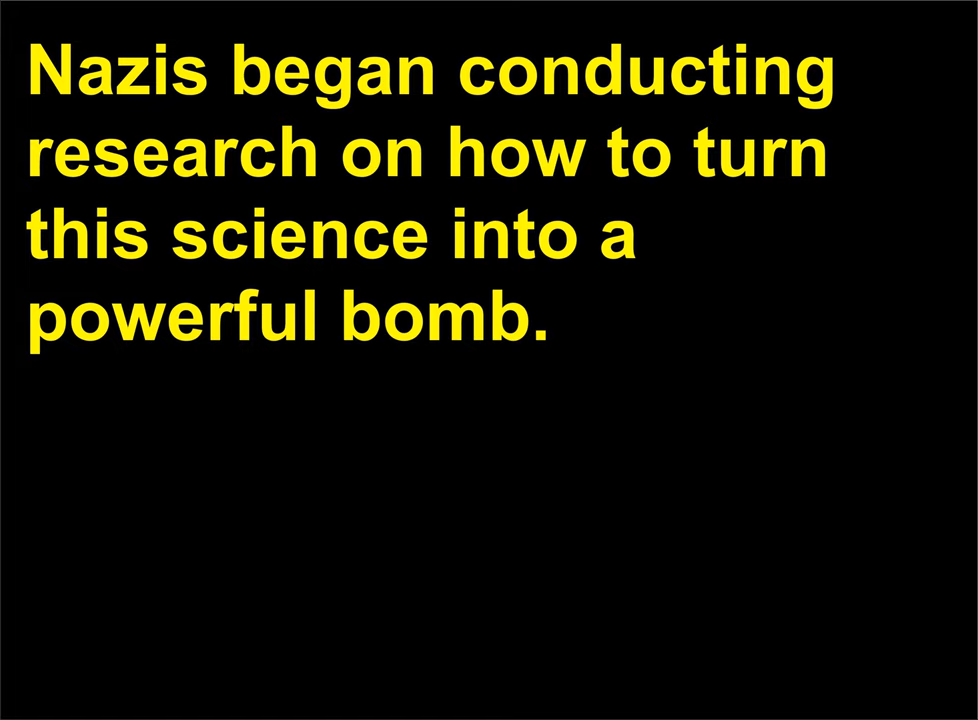 Nazis began conducting
research on how to turn
this science into a
powerful bomb.